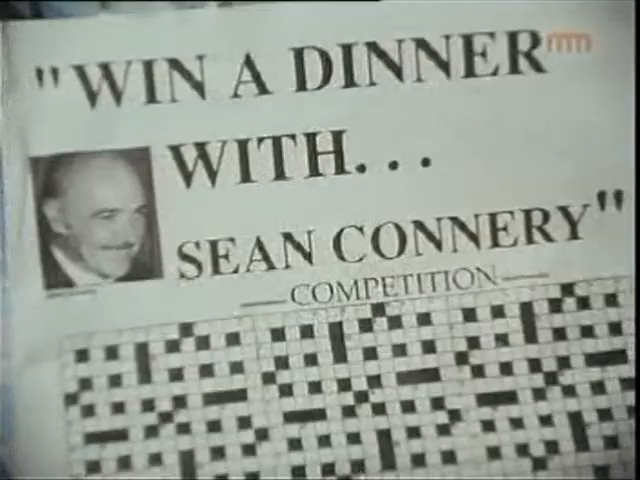 "WIN A DINNER
WITH...
SEAN CONNERY"
COMPETITION